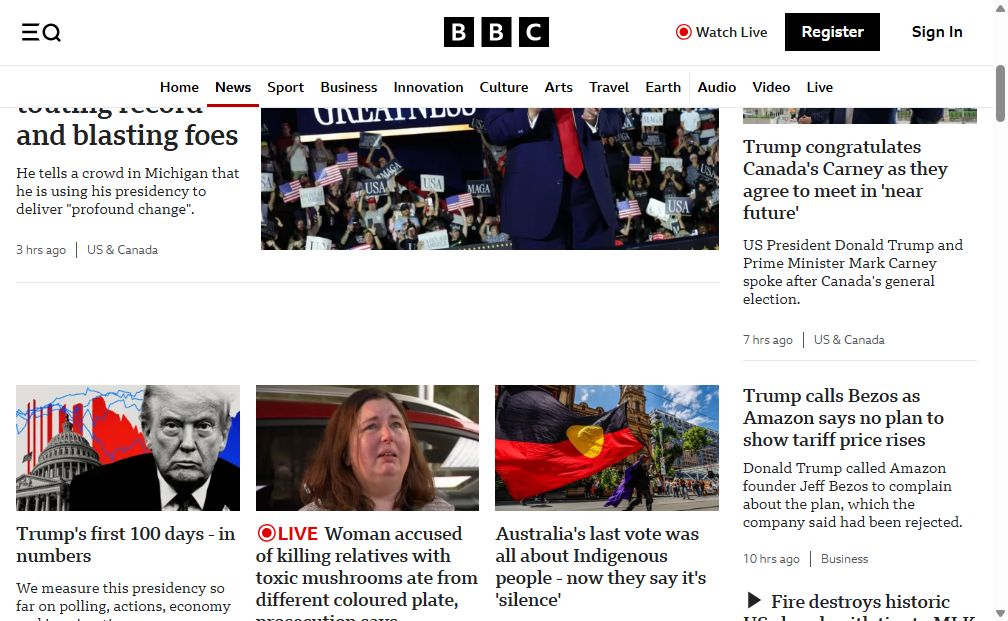 BBC
Watch Live
Register
Sign In
Home
News
Sport
Business
Innovation
Culture
Arts
Travel
Earth
Audio
Video
Live
touting record
and blasting foes
He tells a crowd in Michigan that
he is using his presidency to
deliver "profound change".
3 hrs ago
US & Canada
GREATNESS
USA
USA
MAGA
USA
MAGA
USA
Trump congratulates
Canada's Carney as they
agree to meet in 'near
future'
US President Donald Trump and
Prime Minister Mark Carney
spoke after Canada's general
election.
7 hrs ago
US & Canada
Trump's first 100 days - in
numbers
We measure this presidency so
far on polling, actions, economy
LIVE Woman accused
of killing relatives with
toxic mushrooms ate from
different coloured plate,
prosecution says
Australia's last vote was
all about Indigenous
people - now they say it's
'silence'
Trump calls Bezos as
Amazon says no plan to
show tariff price rises
Donald Trump called Amazon
founder Jeff Bezos to complain
about the plan, which the
company said had been rejected.
10 hrs ago
Business
Fire destroys historic